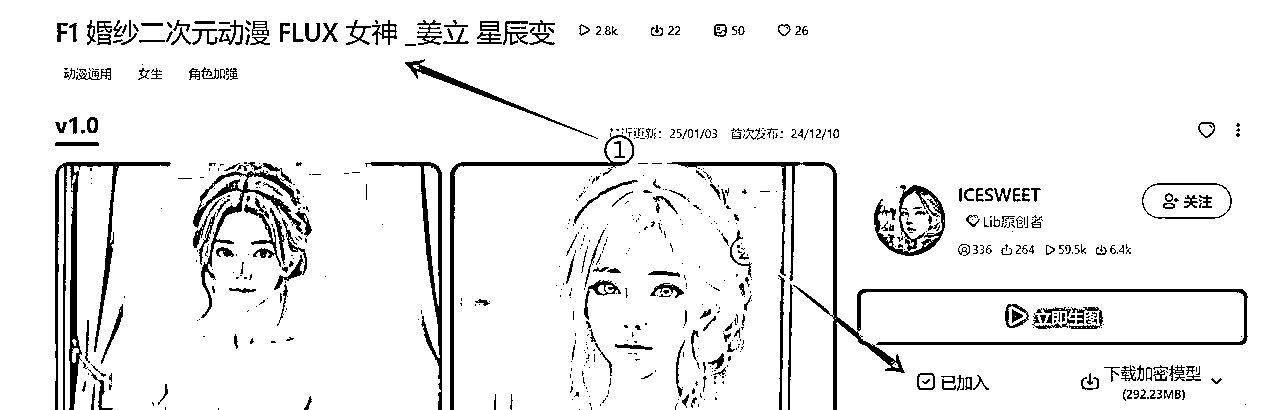 F1 婚纱二次元动漫 FLUX 女神 _姜立 星辰变 2.8k 22 50 26
动漫通用 女生 角色加强
v1.0
最近更新：25/01/03 首次发布：24/12/10
①
ICESWEET
关注
Lib原创者
336 264 59.5k 6.4k
立即生图
已加入
下载加密模型
(292.23MB)